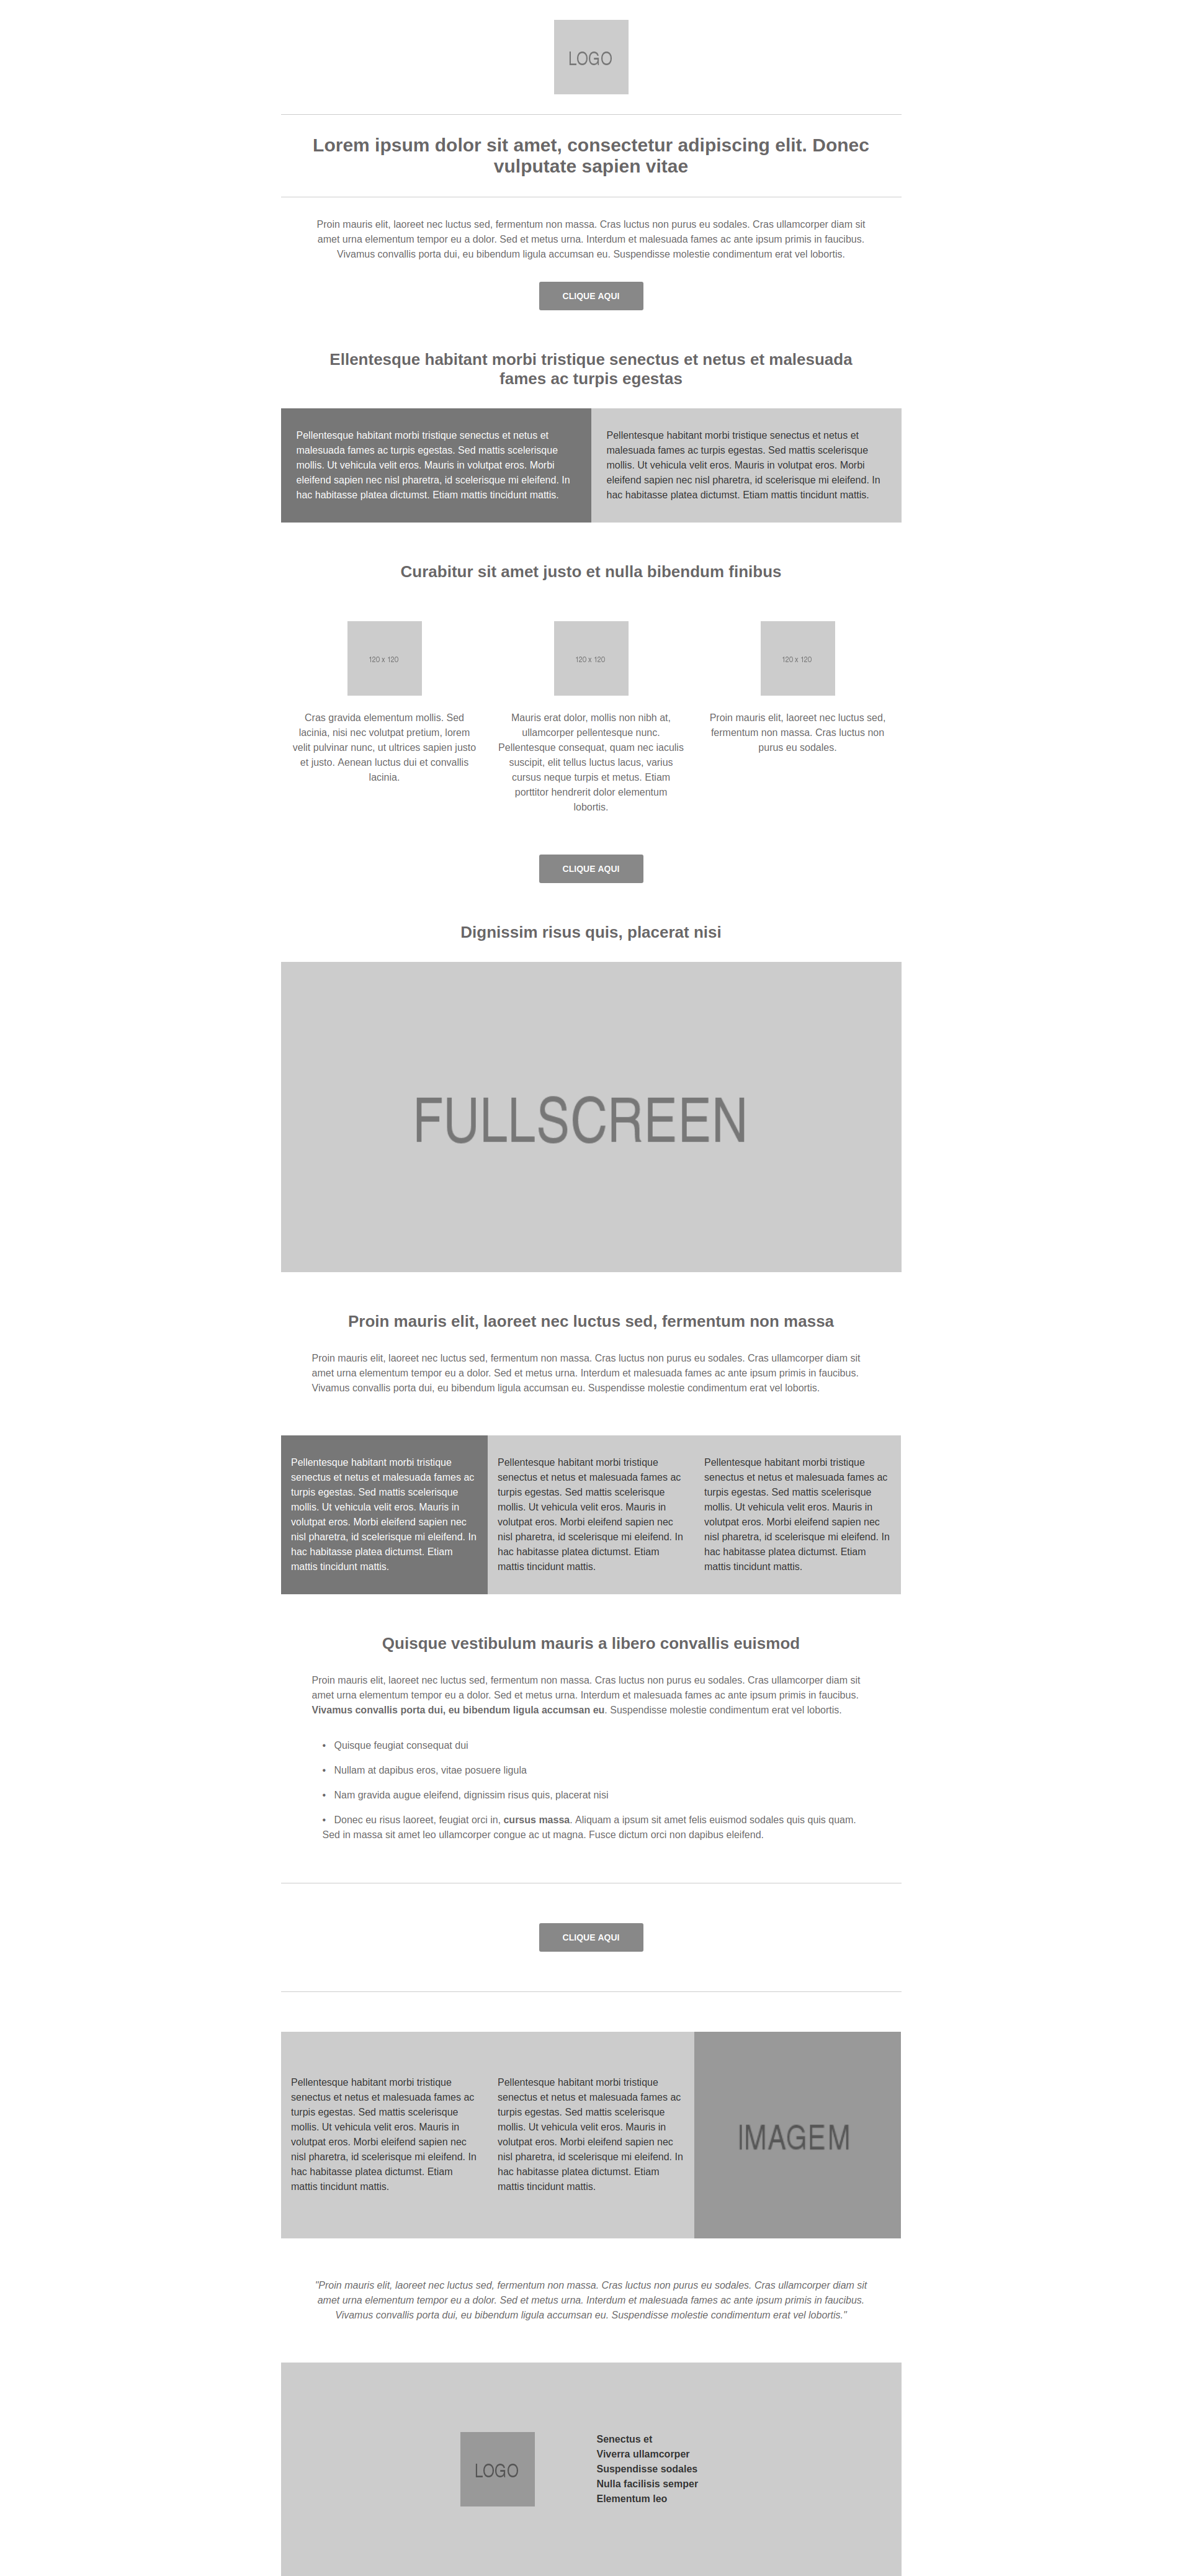 LOGO
Lorem ipsum dolor sit amet, consectetur adipiscing elit. Donec
vulputate sapien vitae
Proin mauris elit, laoreet nec luctus sed, fermentum non massa. Cras luctus non purus eu sodales. Cras ullamcorper diam sit
amet urna elementum tempor eu a dolor. Sed et metus urna. Interdum et malesuada fames ac ante ipsum primis in faucibus.
Vivamus convallis porta dui, eu bibendum ligula accumsan eu. Suspendisse molestie condimentum erat vel lobortis.
CLIQUE AQUI
Ellentesque habitant morbi tristique senectus et netus et malesuada
fames ac turpis egestas
Pellentesque habitant morbi tristique senectus et netus et
malesuada fames ac turpis egestas. Sed mattis scelerisque
mollis. Ut vehicula velit eros. Mauris in volutpat eros. Morbi
eleifend sapien nec nisl pharetra, id scelerisque mi eleifend. In
hac habitasse platea dictumst. Etiam mattis tincidunt mattis.
Pellentesque habitant morbi tristique senectus et netus et
malesuada fames ac turpis egestas. Sed mattis scelerisque
mollis. Ut vehicula velit eros. Mauris in volutpat eros. Morbi
eleifend sapien nec nisl pharetra, id scelerisque mi eleifend. In
hac habitasse platea dictumst. Etiam mattis tincidunt mattis.
Curabitur sit amet justo et nulla bibendum finibus
120 x 120
Cras gravida elementum mollis. Sed
lacinia, nisi nec volutpat pretium, lorem
velit pulvinar nunc, ut ultrices sapien justo
et justo. Aenean luctus dui et convallis
lacinia.
120 x 120
Mauris erat dolor, mollis non nibh at,
ullamcorper pellentesque nunc.
Pellentesque consequat, quam nec iaculis
suscipit, elit tellus luctus lacus, varius
cursus neque turpis et metus. Etiam
porttitor hendrerit dolor elementum
lobortis.
120 x 120
Proin mauris elit, laoreet nec luctus sed,
fermentum non massa. Cras luctus non
purus eu sodales.
CLIQUE AQUI
Dignissim risus quis, placerat nisi
FULLSCREEN
Proin mauris elit, laoreet nec luctus sed, fermentum non massa
Proin mauris elit, laoreet nec luctus sed, fermentum non massa. Cras luctus non purus eu sodales. Cras ullamcorper diam sit
amet urna elementum tempor eu a dolor. Sed et metus urna. Interdum et malesuada fames ac ante ipsum primis in faucibus.
Vivamus convallis porta dui, eu bibendum ligula accumsan eu. Suspendisse molestie condimentum erat vel lobortis.
Pellentesque habitant morbi tristique
senectus et netus et malesuada fames ac
turpis egestas. Sed mattis scelerisque
mollis. Ut vehicula velit eros. Mauris in
volutpat eros. Morbi eleifend sapien nec
nisl pharetra, id scelerisque mi eleifend. In
hac habitasse platea dictumst. Etiam
mattis tincidunt mattis.
Pellentesque habitant morbi tristique
senectus et netus et malesuada fames ac
turpis egestas. Sed mattis scelerisque
mollis. Ut vehicula velit eros. Mauris in
volutpat eros. Morbi eleifend sapien nec
nisl pharetra, id scelerisque mi eleifend. In
hac habitasse platea dictumst. Etiam
mattis tincidunt mattis.
Pellentesque habitant morbi tristique
senectus et netus et malesuada fames ac
turpis egestas. Sed mattis scelerisque
mollis. Ut vehicula velit eros. Mauris in
volutpat eros. Morbi eleifend sapien nec
nisl pharetra, id scelerisque mi eleifend. In
hac habitasse platea dictumst. Etiam
mattis tincidunt mattis.
Quisque vestibulum mauris a libero convallis euismod
Proin mauris elit, laoreet nec luctus sed, fermentum non massa. Cras luctus non purus eu sodales. Cras ullamcorper diam sit
amet urna elementum tempor eu a dolor. Sed et metus urna. Interdum et malesuada fames ac ante ipsum primis in faucibus.
Vivamus convallis porta dui, eu bibendum ligula accumsan eu. Suspendisse molestie condimentum erat vel lobortis.
• Quisque feugiat consequat dui
• Nullam at dapibus eros, vitae posuere ligula
• Nam gravida augue eleifend, dignissim risus quis, placerat nisi
• Donec eu risus laoreet, feugiat orci in, cursus massa. Aliquam a ipsum sit amet felis euismod sodales quis quis quam.
Sed in massa sit amet leo ullamcorper congue ac ut magna. Fusce dictum orci non dapibus eleifend.
CLIQUE AQUI
Pellentesque habitant morbi tristique
senectus et netus et malesuada fames ac
turpis egestas. Sed mattis scelerisque
mollis. Ut vehicula velit eros. Mauris in
volutpat eros. Morbi eleifend sapien nec
nisl pharetra, id scelerisque mi eleifend. In
hac habitasse platea dictumst. Etiam
mattis tincidunt mattis.
Pellentesque habitant morbi tristique
senectus et netus et malesuada fames ac
turpis egestas. Sed mattis scelerisque
mollis. Ut vehicula velit eros. Mauris in
volutpat eros. Morbi eleifend sapien nec
nisl pharetra, id scelerisque mi eleifend. In
hac habitasse platea dictumst. Etiam
mattis tincidunt mattis.
IMAGEM
"Proin mauris elit, laoreet nec luctus sed, fermentum non massa. Cras luctus non purus eu sodales. Cras ullamcorper diam sit
amet urna elementum tempor eu a dolor. Sed et metus urna. Interdum et malesuada fames ac ante ipsum primis in faucibus.
Vivamus convallis porta dui, eu bibendum ligula accumsan eu. Suspendisse molestie condimentum erat vel lobortis."
LOGO
Senectus et
Viverra ullamcorper
Suspendisse sodales
Nulla facilisis semper
Elementum leo